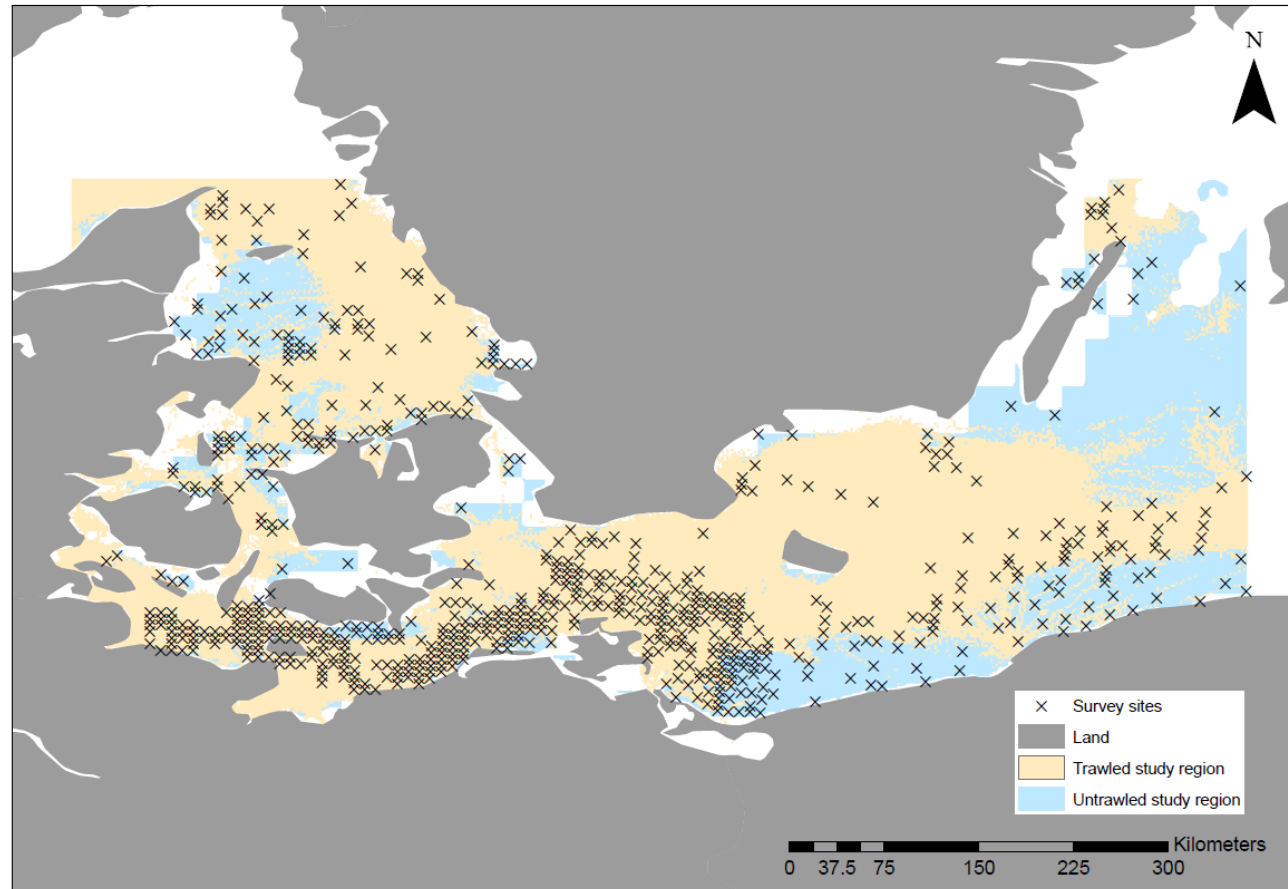 N
× Survey sites
Land
Trawled study region
Untrawled study region
Kilometers
0 37.5 75 150 225 300